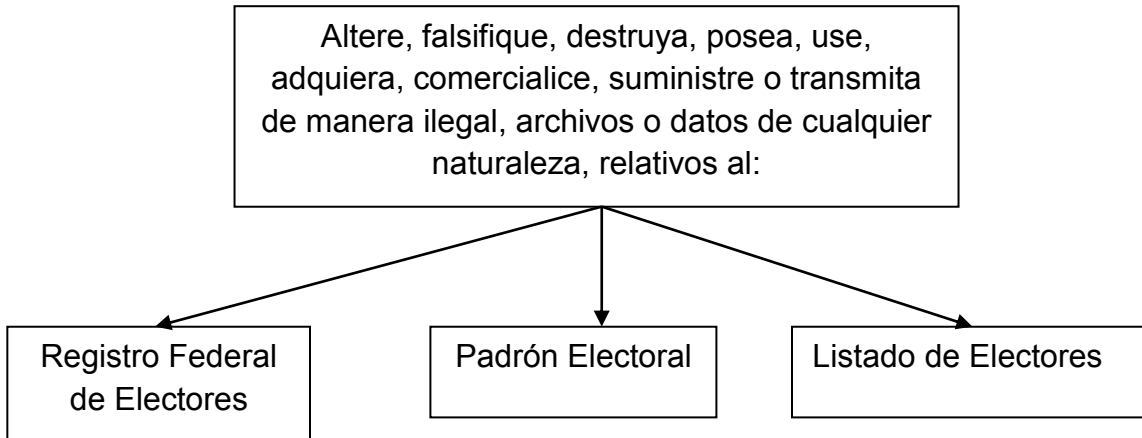 Altere, falsifique, destruya, posea, use,
adquiera, comercialice, suministre o transmita
de manera ilegal, archivos o datos de cualquier
naturaleza, relativos al:
Registro Federal
de Electores
Padrón Electoral
Listado de Electores